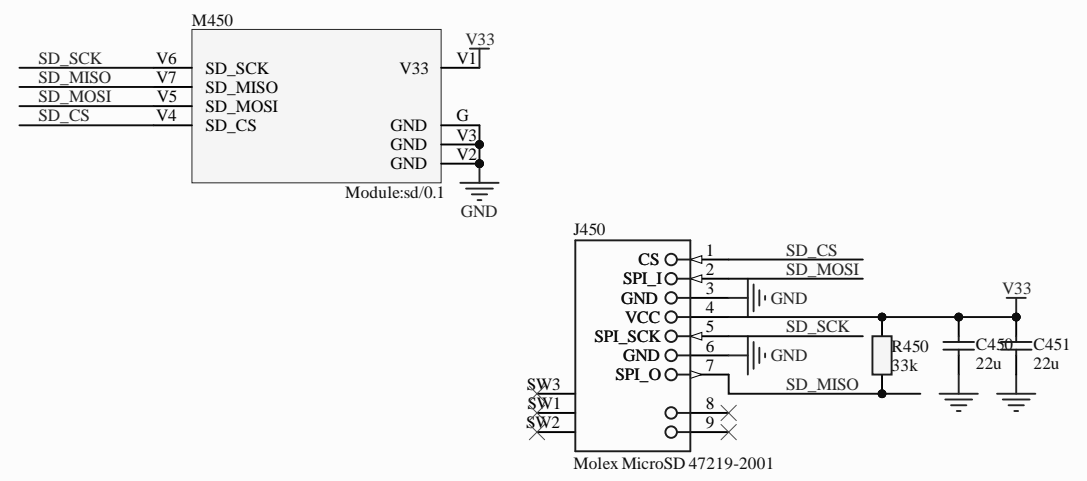 M450
V33
SD_SCK V6 SD_SCK V33 V1
SD_MISO V7 SD_MISO
SD_MOSI V5 SD_MOSI
SD_CS V4 SD_CS GND G
GND V3
GND V2
Module:sd/0.1
GND
J450
CS 1 SD_CS
SPI_I 2 SD_MOSI
GND 3 GND V33
VCC 4
SPI_SCK 5 SD_SCK
R450 C450 C451
GND 6 GND
33k 22u 22u
SPI_O 7 SD_MISO
SW3
SW1 8
SW2 9
Molex MicroSD 47219-2001